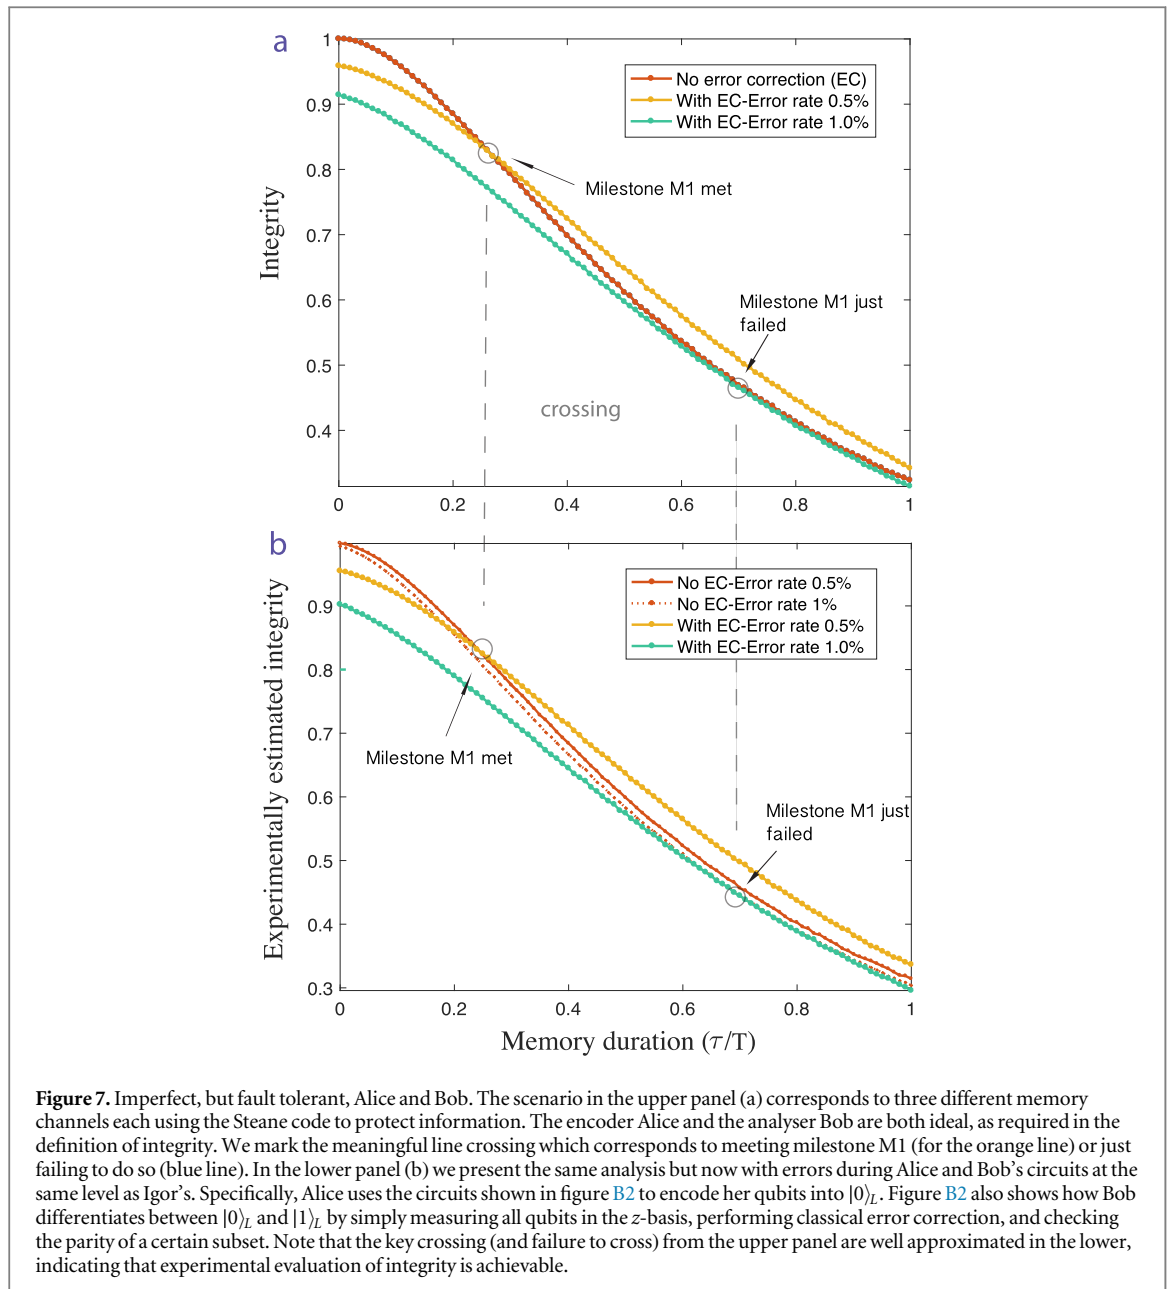 a
1
0.9
0.8
0.7
0.6
0.5
0.4
Integrity
No error correction (EC)
With EC-Error rate 0.5%
With EC-Error rate 1.0%
Milestone M1 met
Milestone M1 just
failed
crossing
0 0.2 0.4 0.6 0.8 1
b
0.9
0.8
0.7
0.6
0.5
0.4
0.3
Experimentally estimated integrity
No EC-Error rate 0.5%
No EC-Error rate 1%
With EC-Error rate 0.5%
With EC-Error rate 1.0%
Milestone M1 met
Milestone M1 just
failed
0 0.2 0.4 0.6 0.8 1
Memory duration (τ/T)
Figure 7. Imperfect, but fault tolerant, Alice and Bob. The scenario in the upper panel (a) corresponds to three different memory
channels each using the Steane code to protect information. The encoder Alice and the analyser Bob are both ideal, as required in the
definition of integrity. We mark the meaningful line crossing which corresponds to meeting milestone M1 (for the orange line) or just
failing to do so (blue line). In the lower panel (b) we present the same analysis but now with errors during Alice and Bob's circuits at the
same level as Igor's. Specifically, Alice uses the circuits shown in figure B2 to encode her qubits into |0⟩L. Figure B2 also shows how Bob
differentiates between |0⟩L and |1⟩L by simply measuring all qubits in the z-basis, performing classical error correction, and checking
the parity of a certain subset. Note that the key crossing (and failure to cross) from the upper panel are well approximated in the lower,
indicating that experimental evaluation of integrity is achievable.